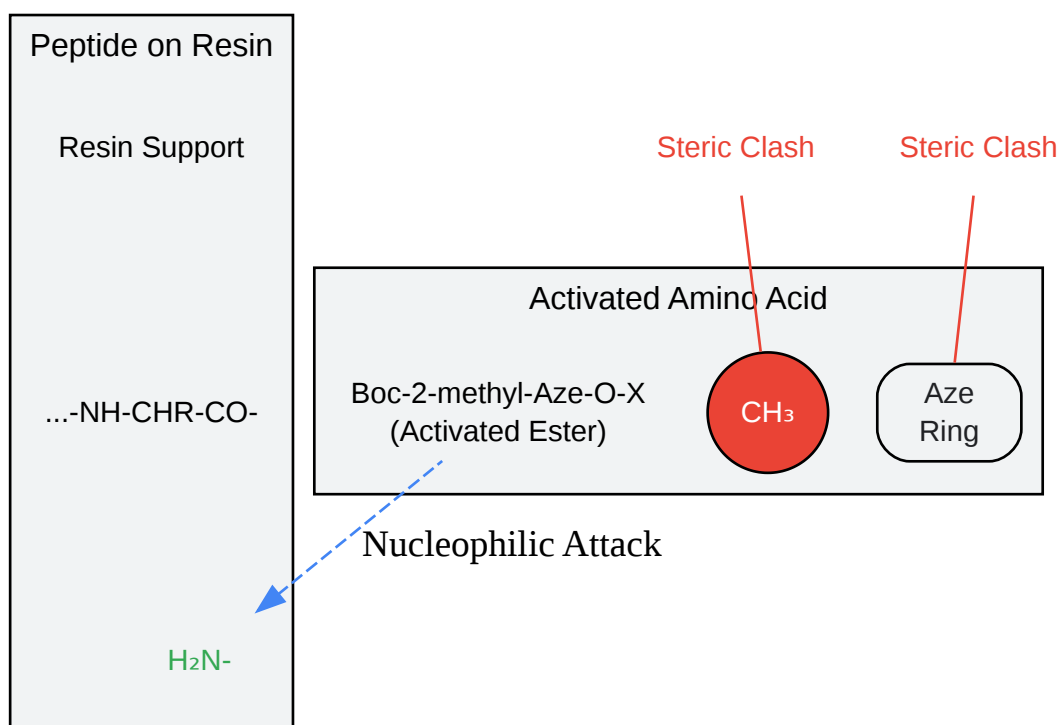 Peptide on Resin
Resin Support
Steric Clash
Steric Clash
Activated Amino Acid
...-NH-CHR-CO-
Boc-2-methyl-Aze-O-X
(Activated Ester)
CH₃
Aze
Ring
Nucleophilic Attack
H₂N-